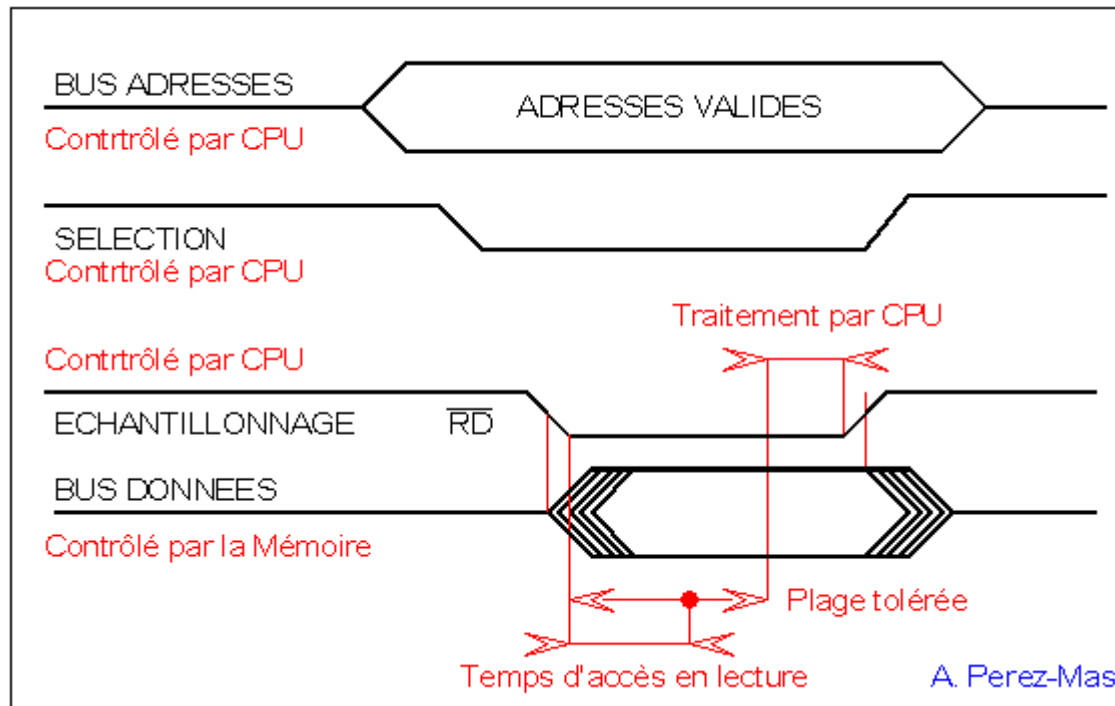 BUS ADRESSES
ADRESSES VALIDES
Contrtrôlé par CPU
SELECTION
Contrtrôlé par CPU
Traitement par CPU
Contrtrôlé par CPU
ECHANTILLONNAGE R̅D̅
BUS DONNEES
Contrôlé par la Mémoire
Plage tolérée
Temps d'accès en lecture
A. Perez-Mas